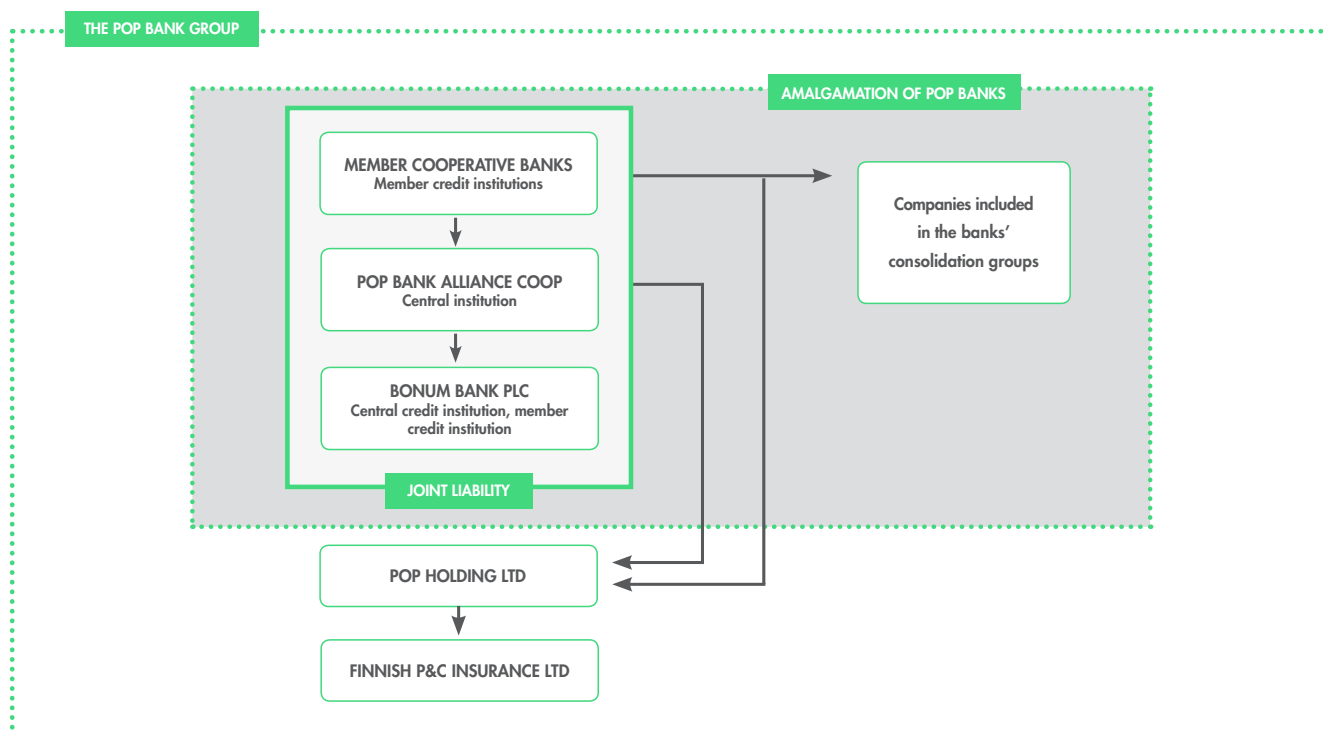 THE POP BANK GROUP
AMALGAMATION OF POP BANKS
MEMBER COOPERATIVE BANKS
Member credit institutions
POP BANK ALLIANCE COOP
Central institution
BONUM BANK PLC
Central credit institution, member
credit institution
JOINT LIABILITY
Companies included
in the banks’
consolidation groups
POP HOLDING LTD
FINNISH P&C INSURANCE LTD